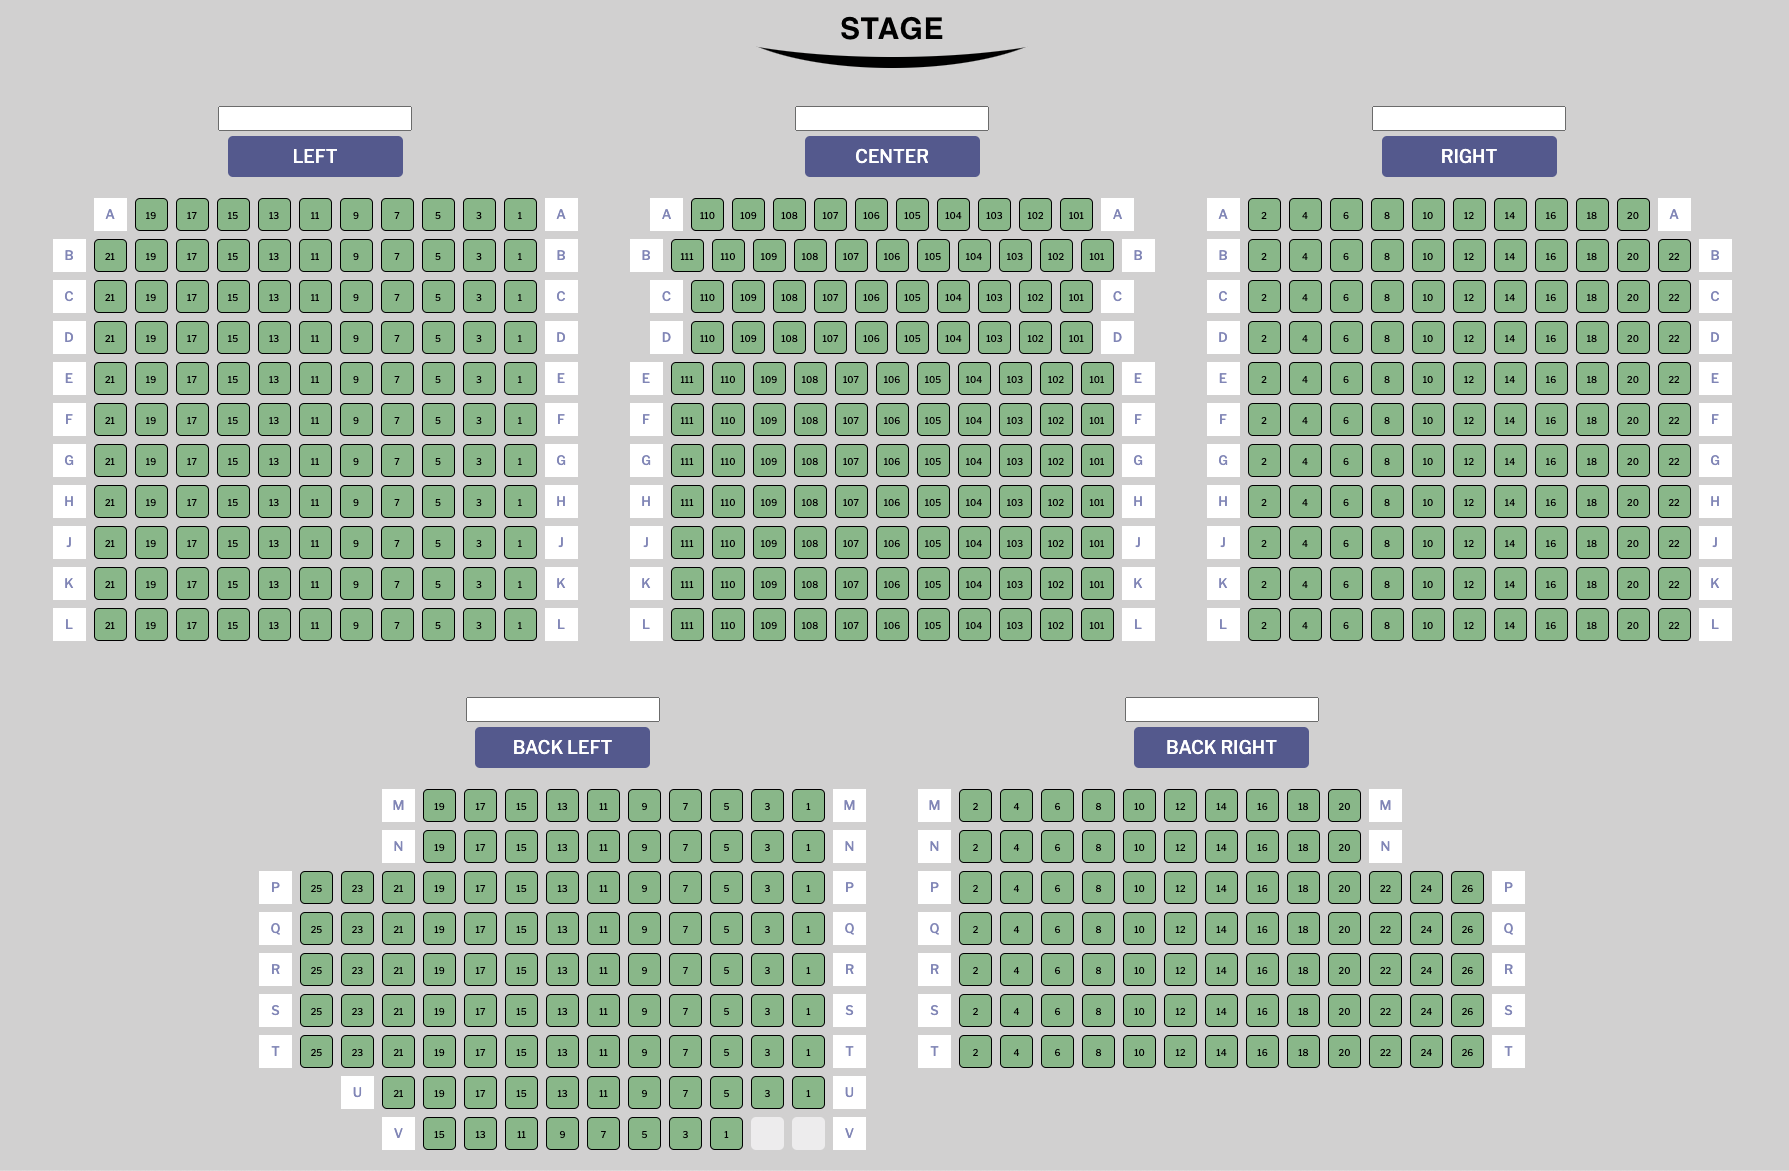 STAGE
LEFT CENTER RIGHT
A 19 17 15 13 11 9 7 5 3 1 A A 110 109 108 107 106 105 104 103 102 101 A A 2 4 6 8 10 12 14 16 18 20 A
B 21 19 17 15 13 11 9 7 5 3 1 B B 111 110 109 108 107 106 105 104 103 102 101 B B 2 4 6 8 10 12 14 16 18 20 22 B
C 21 19 17 15 13 11 9 7 5 3 1 C C 110 109 108 107 106 105 104 103 102 101 C C 2 4 6 8 10 12 14 16 18 20 22 C
D 21 19 17 15 13 11 9 7 5 3 1 D D 110 109 108 107 106 105 104 103 102 101 D D 2 4 6 8 10 12 14 16 18 20 22 D
E 21 19 17 15 13 11 9 7 5 3 1 E E 111 110 109 108 107 106 105 104 103 102 101 E E 2 4 6 8 10 12 14 16 18 20 22 E
F 21 19 17 15 13 11 9 7 5 3 1 F F 111 110 109 108 107 106 105 104 103 102 101 F F 2 4 6 8 10 12 14 16 18 20 22 F
G 21 19 17 15 13 11 9 7 5 3 1 G G 111 110 109 108 107 106 105 104 103 102 101 G G 2 4 6 8 10 12 14 16 18 20 22 G
H 21 19 17 15 13 11 9 7 5 3 1 H H 111 110 109 108 107 106 105 104 103 102 101 H H 2 4 6 8 10 12 14 16 18 20 22 H
J 21 19 17 15 13 11 9 7 5 3 1 J J 111 110 109 108 107 106 105 104 103 102 101 J J 2 4 6 8 10 12 14 16 18 20 22 J
K 21 19 17 15 13 11 9 7 5 3 1 K K 111 110 109 108 107 106 105 104 103 102 101 K K 2 4 6 8 10 12 14 16 18 20 22 K
L 21 19 17 15 13 11 9 7 5 3 1 L L 111 110 109 108 107 106 105 104 103 102 101 L L 2 4 6 8 10 12 14 16 18 20 22 L
BACK LEFT BACK RIGHT
M 19 17 15 13 11 9 7 5 3 1 M M 2 4 6 8 10 12 14 16 18 20 M
N 19 17 15 13 11 9 7 5 3 1 N N 2 4 6 8 10 12 14 16 18 20 N
P 25 23 21 19 17 15 13 11 9 7 5 3 1 P P 2 4 6 8 10 12 14 16 18 20 22 24 26 P
Q 25 23 21 19 17 15 13 11 9 7 5 3 1 Q Q 2 4 6 8 10 12 14 16 18 20 22 24 26 Q
R 25 23 21 19 17 15 13 11 9 7 5 3 1 R R 2 4 6 8 10 12 14 16 18 20 22 24 26 R
S 25 23 21 19 17 15 13 11 9 7 5 3 1 S S 2 4 6 8 10 12 14 16 18 20 22 24 26 S
T 25 23 21 19 17 15 13 11 9 7 5 3 1 T T 2 4 6 8 10 12 14 16 18 20 22 24 26 T
U 21 19 17 15 13 11 9 7 5 3 1 U
V 15 13 11 9 7 5 3 1 V